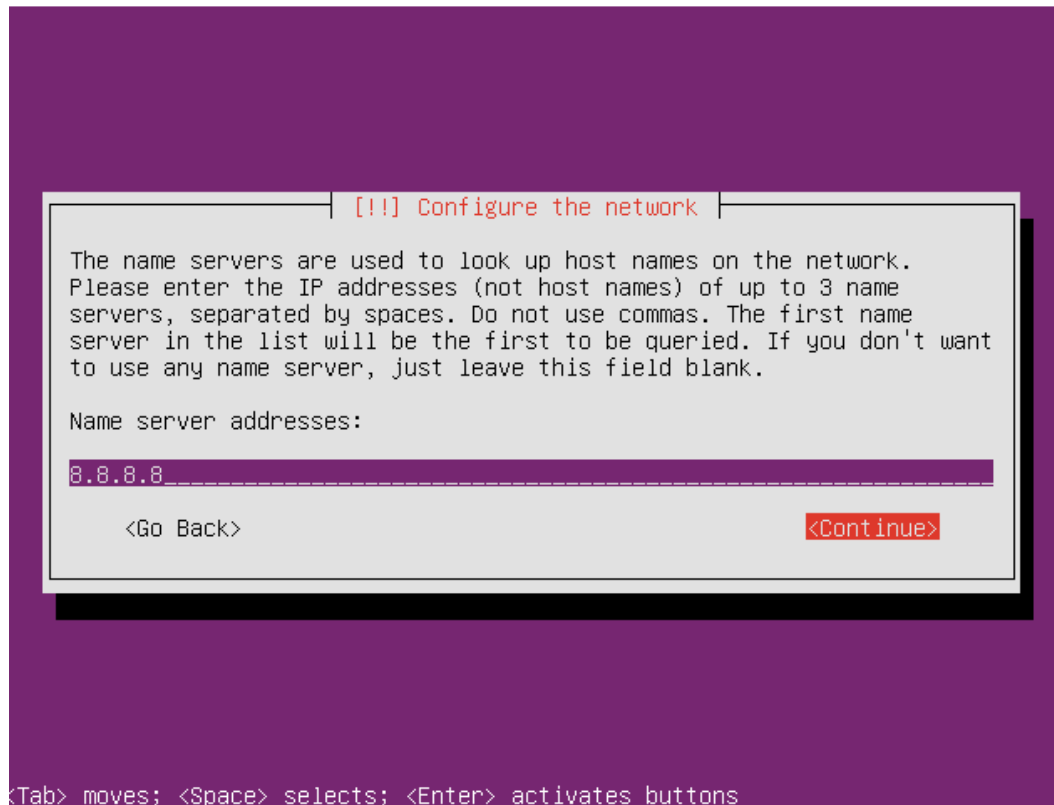 [!!] Configure the network
The name servers are used to look up host names on the network.
Please enter the IP addresses (not host names) of up to 3 name
servers, separated by spaces. Do not use commas. The first name
server in the list will be the first to be queried. If you don't want
to use any name server, just leave this field blank.
Name server addresses:
8.8.8.8______________________________________________________________
<Go Back> <Continue>
<Tab> moves; <Space> selects; <Enter> activates buttons